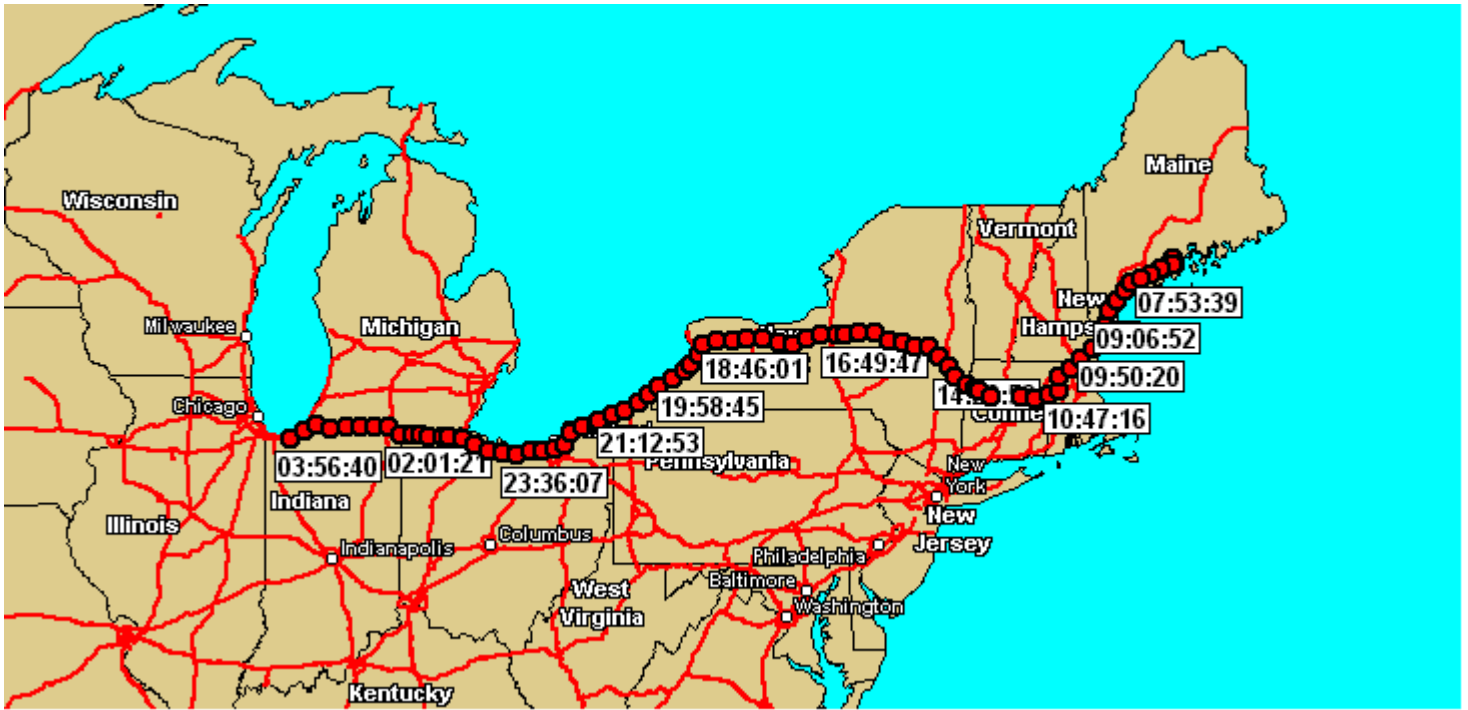 Maine
Wisconsin
Vermont
New
07:53:39
Michigan
Milwaukee
Hamps
09:06:52
18:46:01
16:49:47
09:50:20
Chicago
19:58:45
Conne
10:47:16
21:12:53
03:56:40
02:01:21
Pennsylvania
New
York
23:36:07
Indiana
New
Jersey
Illinois
Columbus
Indianapolis
Philadelphia
Baltimore
West
Virginia
Washington
Kentucky